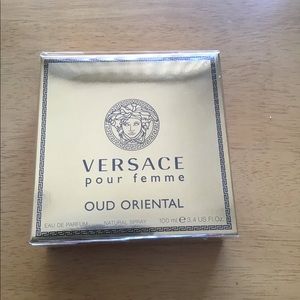 VERSACE
pour femme
OUD ORIENTAL
EAU DE PARFUM NATURAL SPRAY 100 ml ℮ 3.4 US FL.Oz.